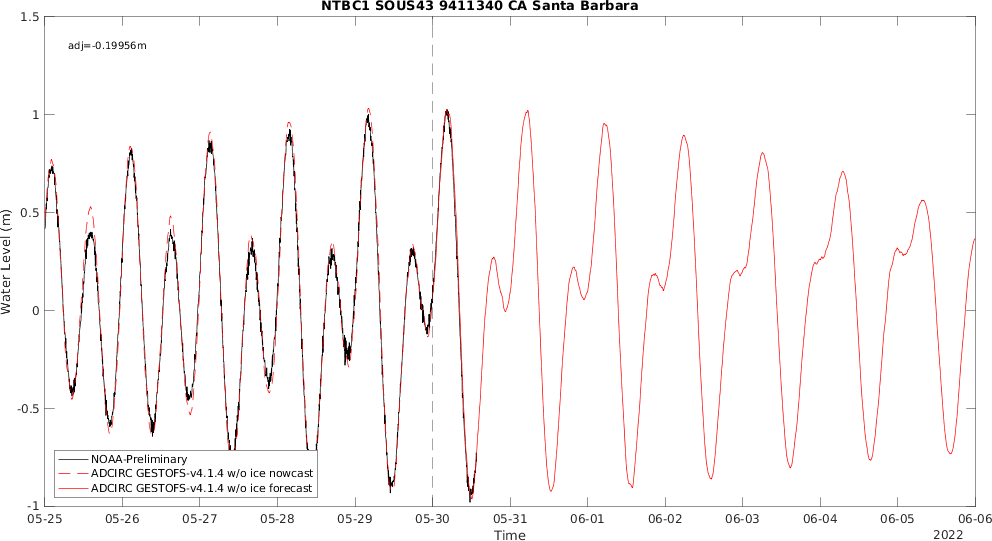 NTBC1 SOUS43 9411340 CA Santa Barbara
1.5
adj=-0.19956m
1
0.5
Water Level (m)
0
-0.5
NOAA-Preliminary
ADCIRC GESTOFS-v4.1.4 w/o ice nowcast
ADCIRC GESTOFS-v4.1.4 w/o ice forecast
-1
05-25 05-26 05-27 05-28 05-29 05-30 05-31 06-01 06-02 06-03 06-04 06-05 06-06
Time
2022